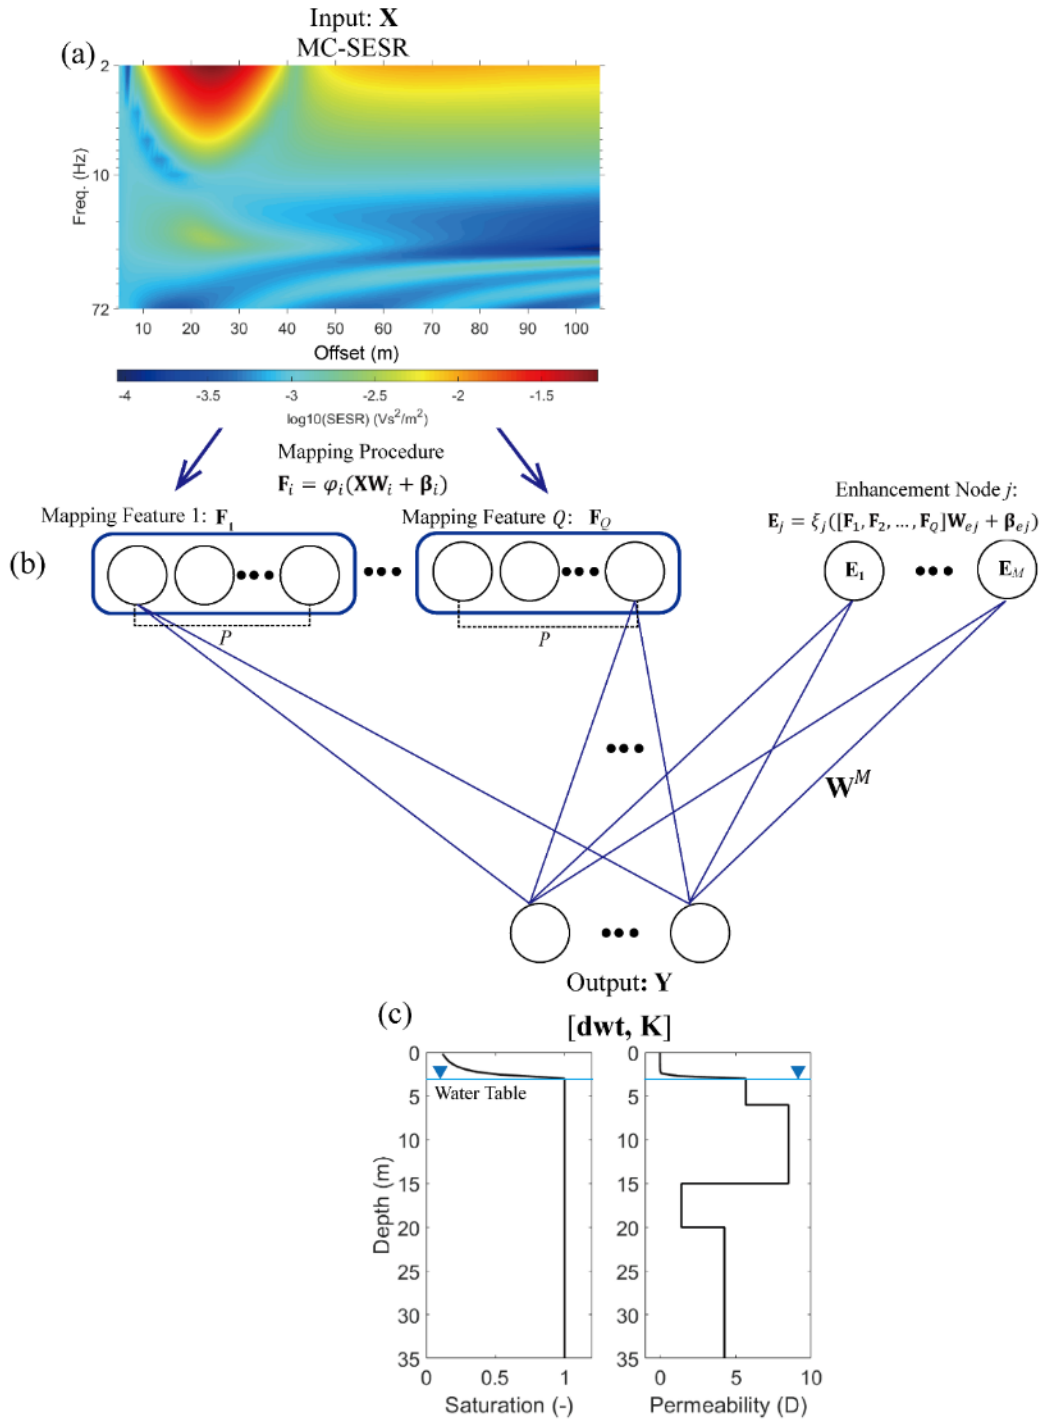 Input: X
MC-SESR
(a)
2
10
72
Freq. (Hz)
10 20 30 40 50 60 70 80 90 100
Offset (m)
-4 -3.5 -3 -2.5 -2 -1.5
log10(SESR) (Vs²/m²)
Mapping Procedure
Fᵢ = φᵢ(XWᵢ + βᵢ)
Mapping Feature 1: F₁
Mapping Feature Q: F_Q
Enhancement Node j:
Eⱼ = ξⱼ([F₁, F₂, ..., F_Q]W_ej + β_ej)
(b)
E₁
E_M
P
P
W^M
Output: Y
(c)
[dwt, K]
0
5
10
15
20
25
30
35
Depth (m)
Water Table
0 0.5 1
Saturation (-)
0
5
10
15
20
25
30
35
0 5 10
Permeability (D)